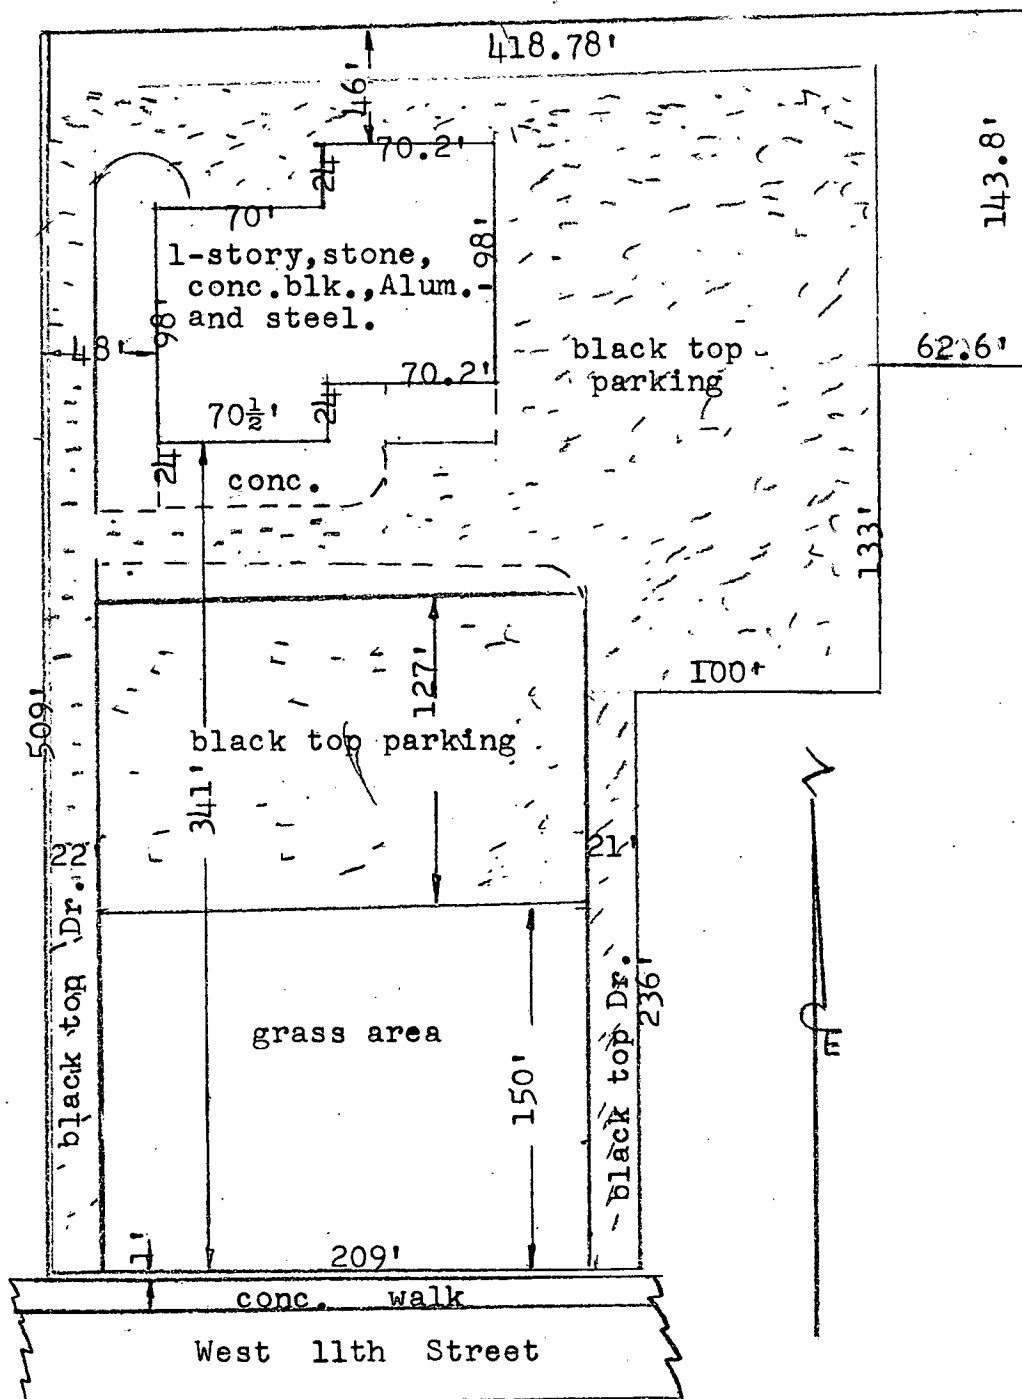 418.78'
46'
70.2'
24
143.8'
70'
1-story, stone,
conc.blk.,Alum.-
and steel.
98'
98'
48'
black top
parking
62.6'
70.2'
24
70½'
24
conc.
133'
100'
127'
509'
black top parking
341'
22
21'
black top Dr.
black top Dr.
236'
grass area
150'
1'
209'
conc. walk
West 11th Street